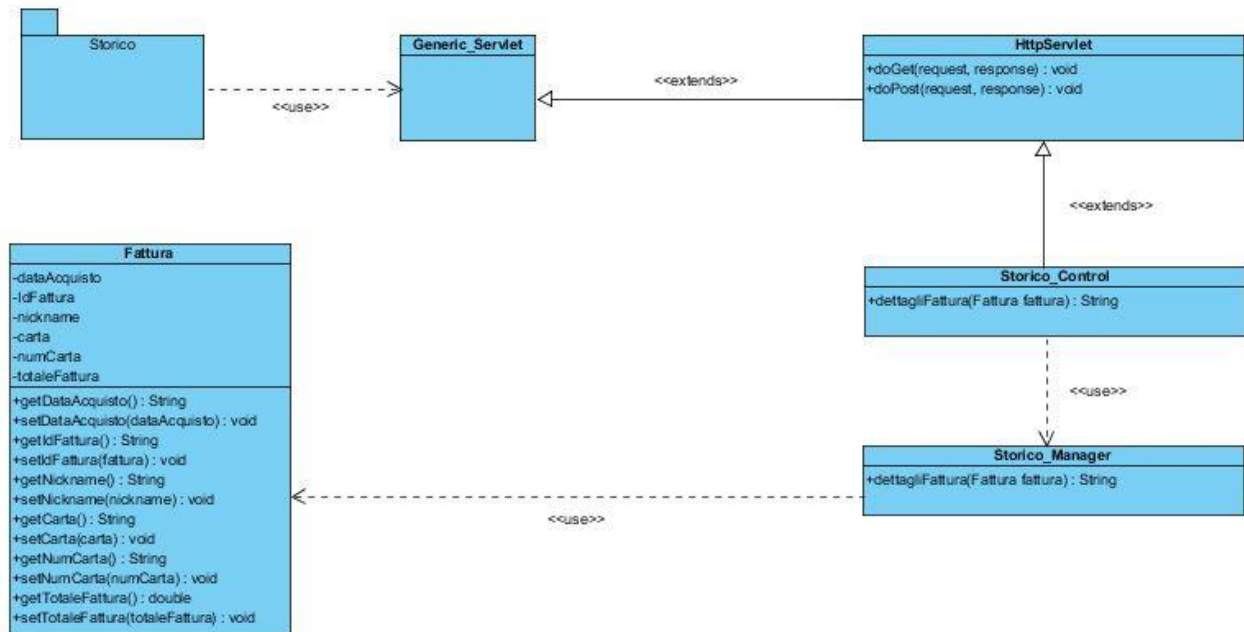 Storico
<<use>>
Generic_Servlet
<<extends>>
HttpServlet
+doGet(request, response) : void
+doPost(request, response) : void
<<extends>>
Fattura
-dataAcquisto
-IdFattura
-nickname
-carta
-numCarta
-totaleFattura
+getDataAcquisto() : String
+setDataAcquisto(dataAcquisto) : void
+getIdFattura() : String
+setIdFattura(fattura) : void
+getNickname() : String
+setNickname(nickname) : void
+getCarta() : String
+setCarta(carta) : void
+getNumCarta() : String
+setNumCarta(numCarta) : void
+getTotaleFattura() : double
+setTotaleFattura(totaleFattura) : void
Storico_Control
+dettagliFattura(Fattura fattura) : String
<<use>>
Storico_Manager
+dettagliFattura(Fattura fattura) : String
<<use>>